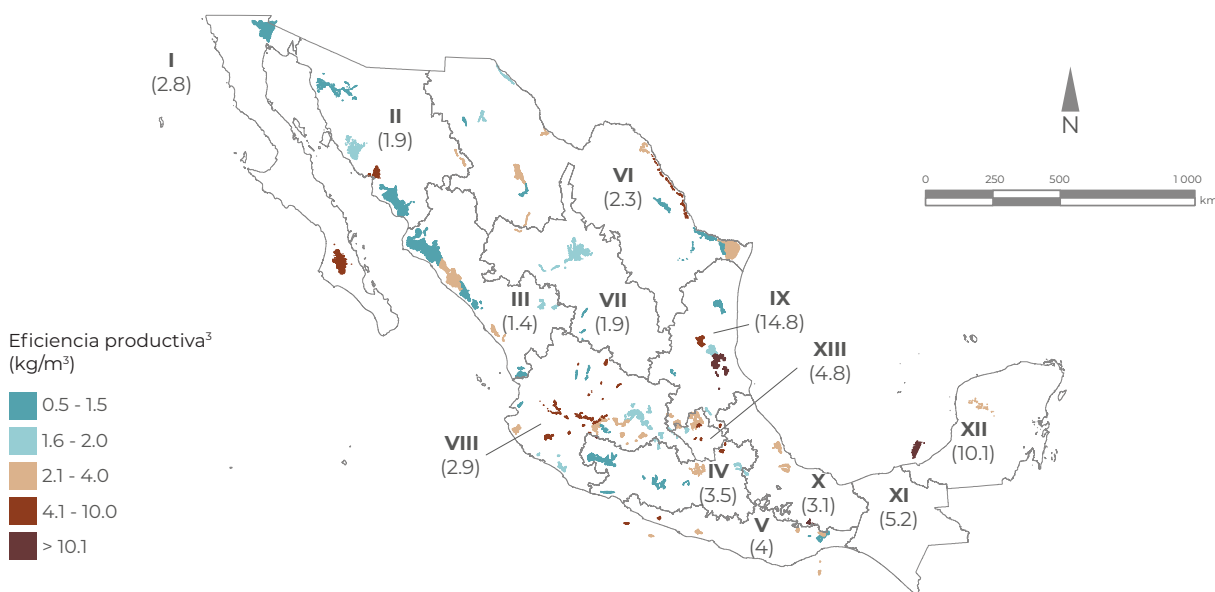 I
(2.8)
II
(1.9)
VI
(2.3)
N
0
250
500
1 000
km
III
(1.4)
VII
(1.9)
IX
(14.8)
XIII
(4.8)
Eficiencia productiva³
(kg/m³)
0.5 - 1.5
1.6 - 2.0
2.1 - 4.0
4.1 - 10.0
> 10.1
VIII
(2.9)
IV
(3.5)
V
(4)
X
(3.1)
XI
(5.2)
XII
(10.1)